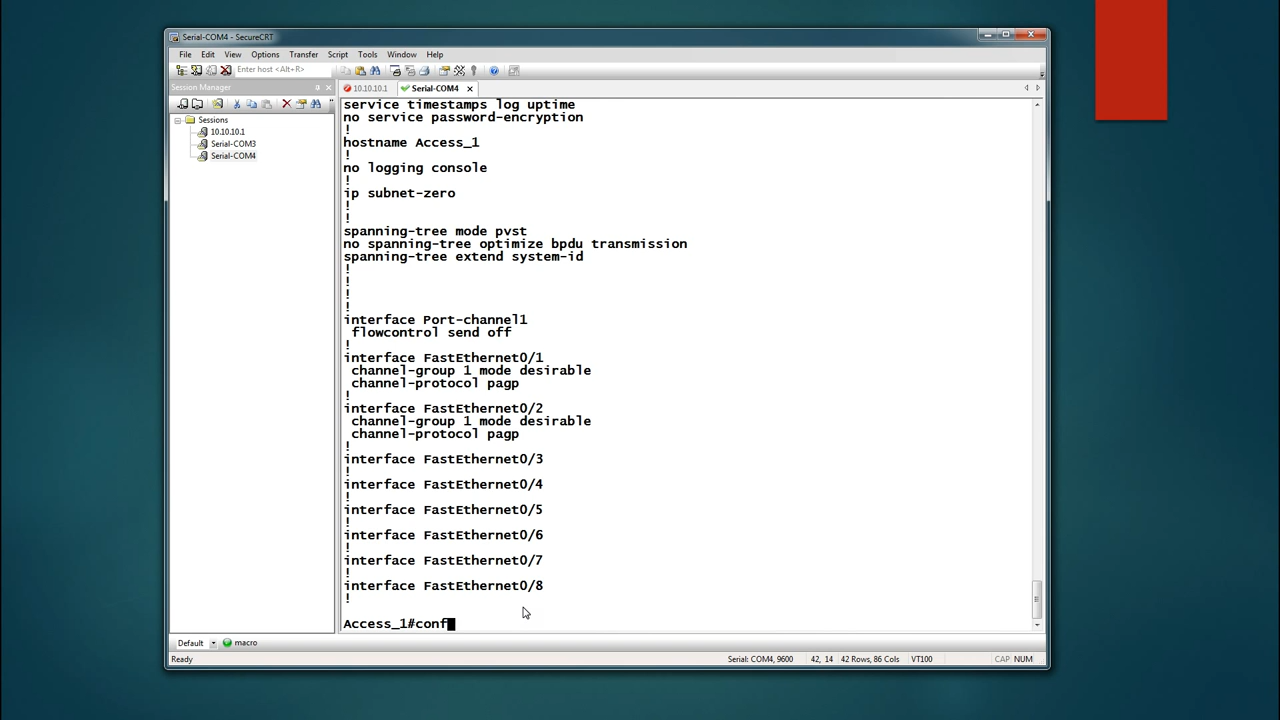 Serial-COM4 - SecureCRT
File Edit View Options Transfer Script Tools Window Help
Enter host <Alt+R>
Session Manager
10.10.10.1
Serial-COM4
Sessions
10.10.10.1
Serial-COM3
Serial-COM4
service timestamps log uptime
no service password-encryption
!
hostname Access_1
!
no logging console
!
ip subnet-zero
!
!
spanning-tree mode pvst
no spanning-tree optimize bpdu transmission
spanning-tree extend system-id
!
!
!
!
interface Port-channel1
flowcontrol send off
!
interface FastEthernet0/1
channel-group 1 mode desirable
channel-protocol pagp
!
interface FastEthernet0/2
channel-group 1 mode desirable
channel-protocol pagp
!
interface FastEthernet0/3
!
interface FastEthernet0/4
!
interface FastEthernet0/5
!
interface FastEthernet0/6
!
interface FastEthernet0/7
!
interface FastEthernet0/8
!
Access_1#conf
Default macro
Ready Serial: COM4, 9600 42, 14 42 Rows, 86 Cols VT100 CAP NUM